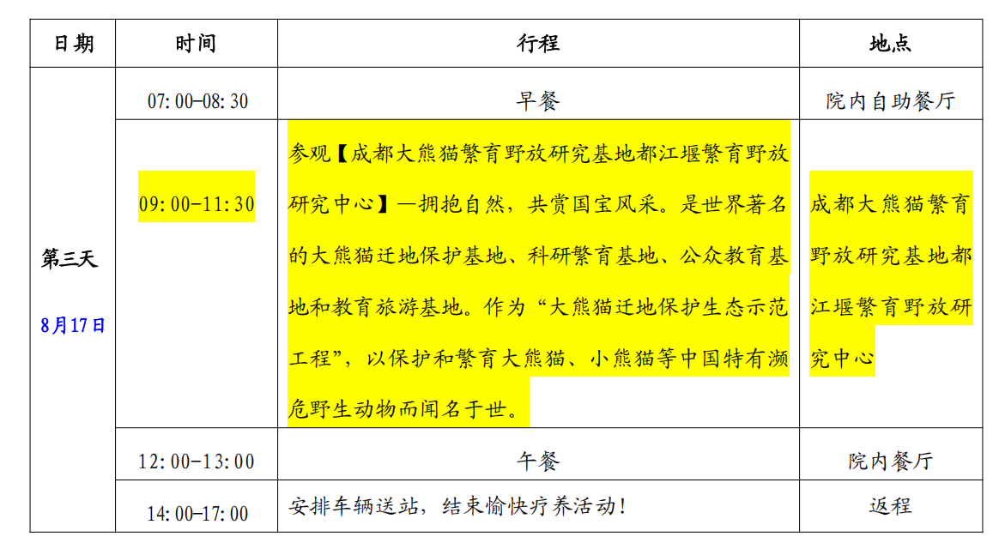 日期 时间 行程 地点
第三天
8月17日
07:00-08:30 早餐 院内自助餐厅
09:00-11:30
参观【成都大熊猫繁育野放研究基地都江堰繁育野放
研究中心】—拥抱自然，共赏国宝风采。是世界著名
的大熊猫迁地保护基地、科研繁育基地、公众教育基
地和教育旅游基地。作为“大熊猫迁地保护生态示范
工程”，以保护和繁育大熊猫、小熊猫等中国特有濒
危野生动物而闻名于世。
成都大熊猫繁育
野放研究基地都
江堰繁育野放研
究中心
12:00-13:00 午餐 院内餐厅
14:00-17:00 安排车辆送站，结束愉快疗养活动！ 返程